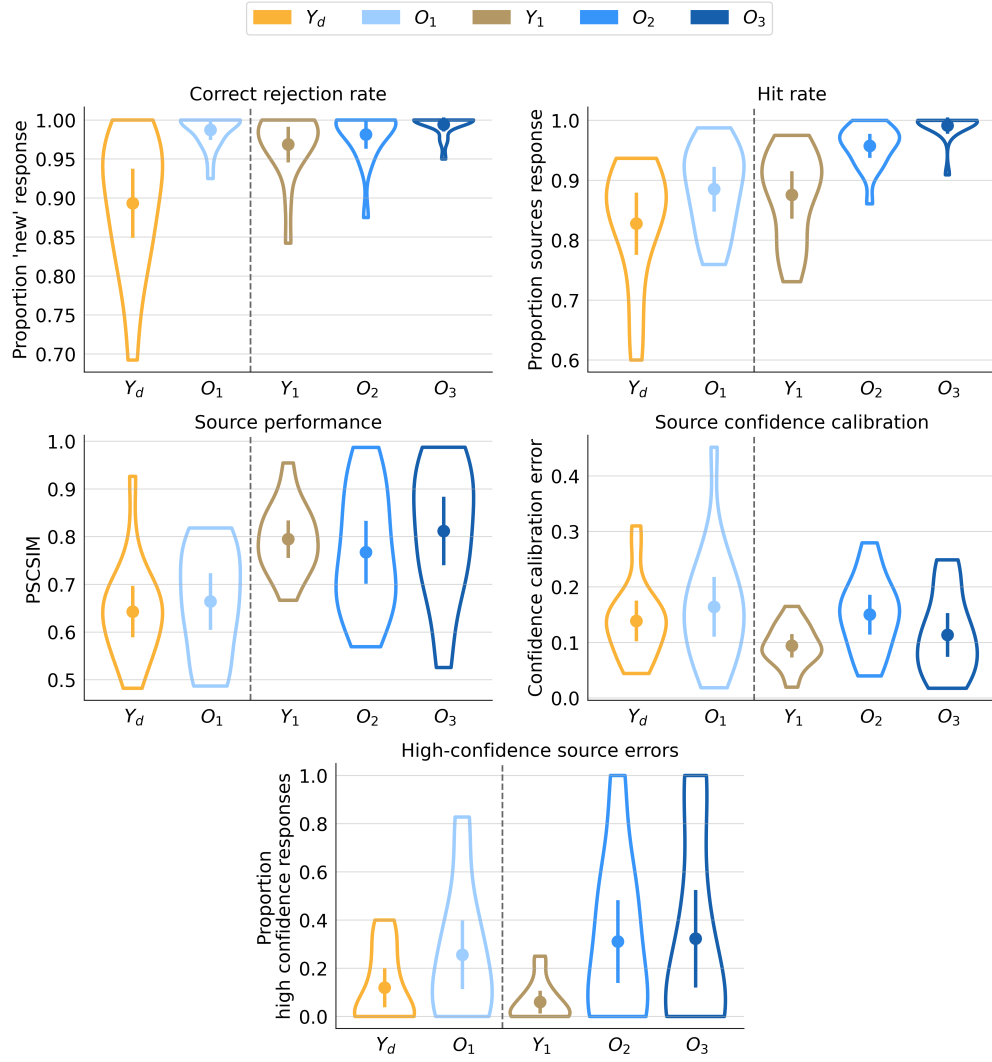 Y_d O_1 Y_1 O_2 O_3
Correct rejection rate
Proportion 'new' response
1.00
0.95
0.90
0.85
0.80
0.75
0.70
Y_d O_1 Y_1 O_2 O_3
Hit rate
Proportion sources response
1.0
0.9
0.8
0.7
0.6
Y_d O_1 Y_1 O_2 O_3
Source performance
PSCSIM
1.0
0.9
0.8
0.7
0.6
0.5
Y_d O_1 Y_1 O_2 O_3
Source confidence calibration
Confidence calibration error
0.4
0.3
0.2
0.1
0.0
Y_d O_1 Y_1 O_2 O_3
High-confidence source errors
Proportion
high confidence responses
1.0
0.8
0.6
0.4
0.2
0.0
Y_d O_1 Y_1 O_2 O_3